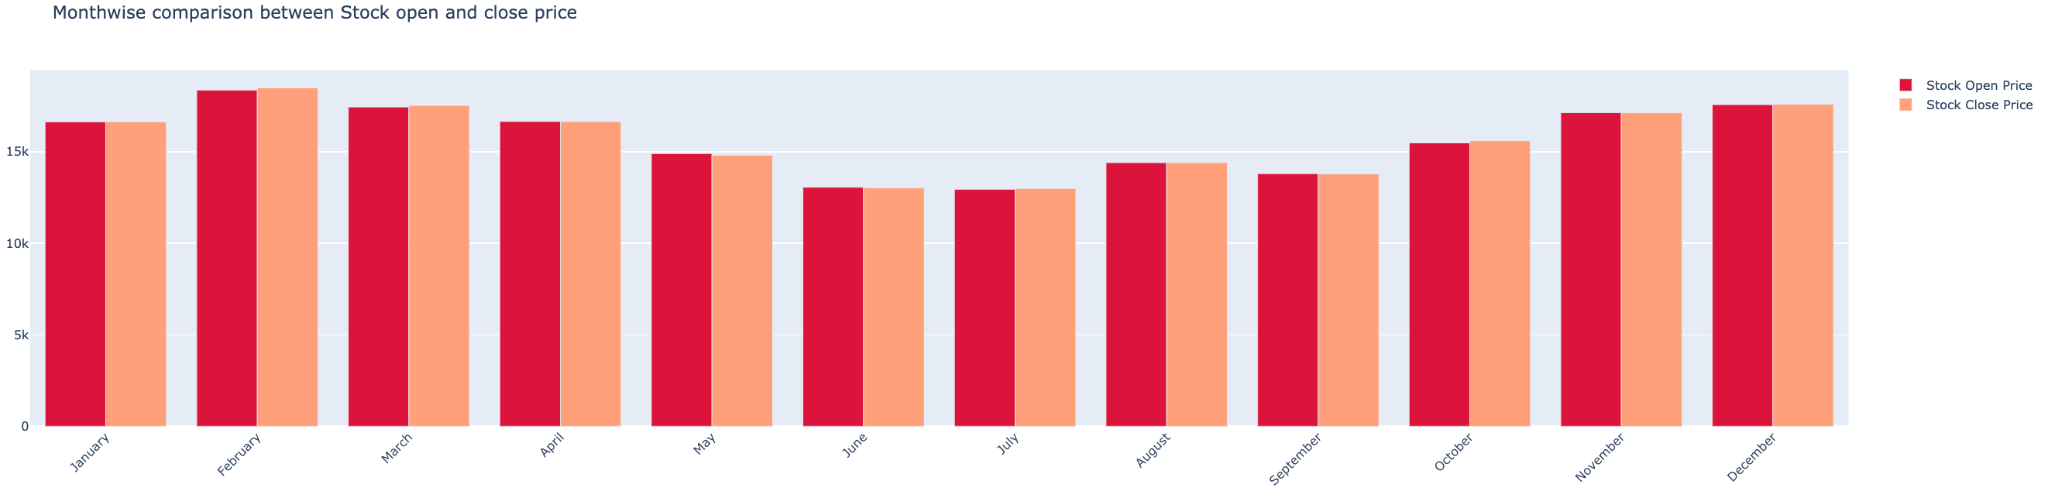 Monthwise comparison between Stock open and close price
Stock Open Price
Stock Close Price
15k
10k
5k
0
January
February
March
April
May
June
July
August
September
October
November
December